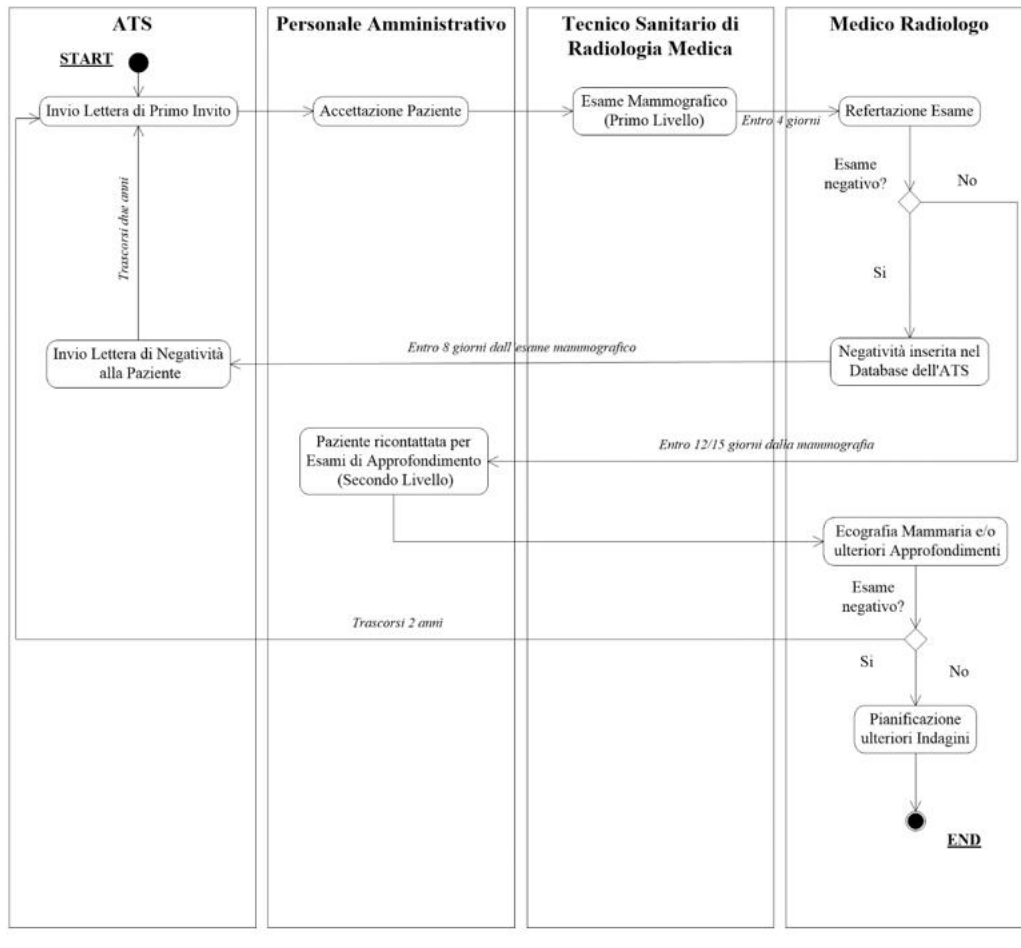 ATS
Personale Amministrativo
Tecnico Sanitario di
Radiologia Medica
Medico Radiologo
START
Invio Lettera di Primo Invito
Accettazione Paziente
Esame Mammografico
(Primo Livello)
Entro 4 giorni
Refertazione Esame
Esame
negativo?
No
Trascorsi due anni
Si
Invio Lettera di Negatività
alla Paziente
Entro 8 giorni dall'esame mammografico
Negatività inserita nel
Database dell'ATS
Paziente ricontattata per
Esami di Approfondimento
(Secondo Livello)
Entro 12/15 giorni dalla mammografia
Ecografia Mammaria e/o
ulteriori Approfondimenti
Esame
negativo?
Trascorsi 2 anni
Si
No
Pianificazione
ulteriori Indagini
END